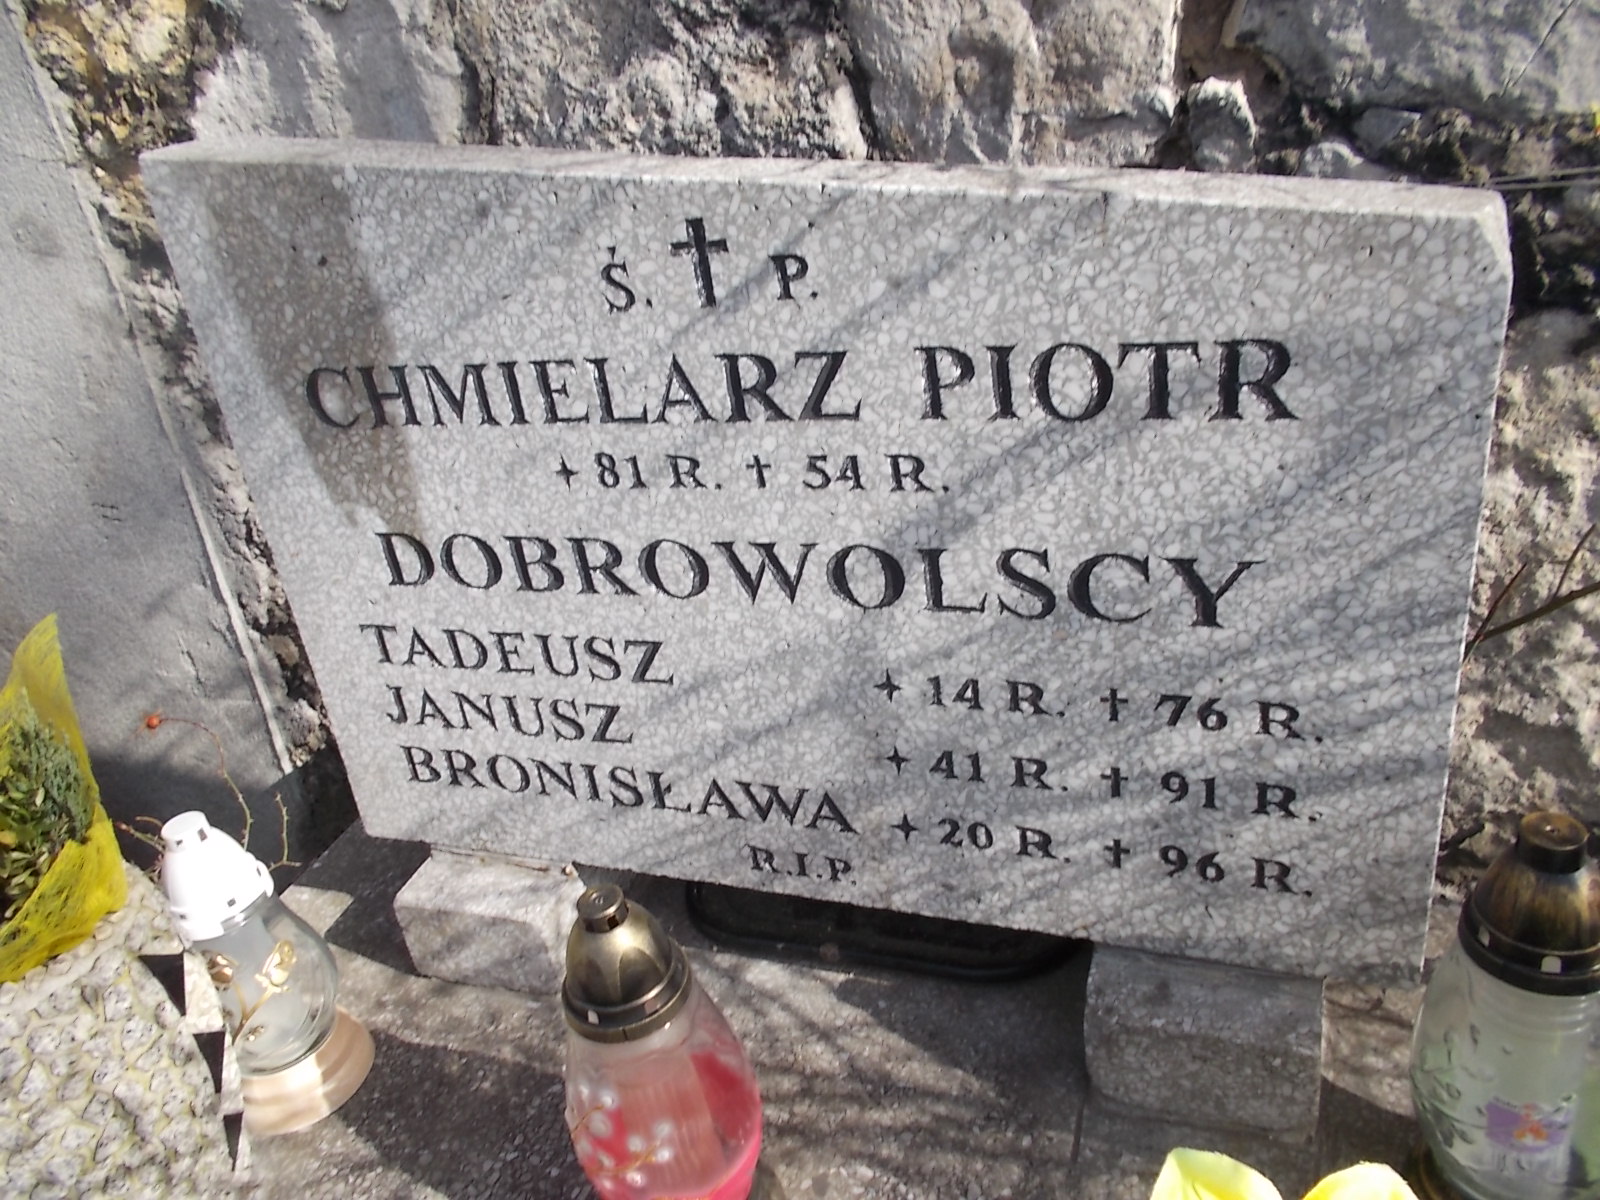 Ś. † P.
CHMIELARZ PIOTR
✦ 81 R. † 54 R.
DOBROWOLSCY
TADEUSZ ✦ 14 R. † 76 R.
JANUSZ ✦ 41 R. † 91 R.
BRONISŁAWA ✦ 20 R. † 96 R.
R.I.P.